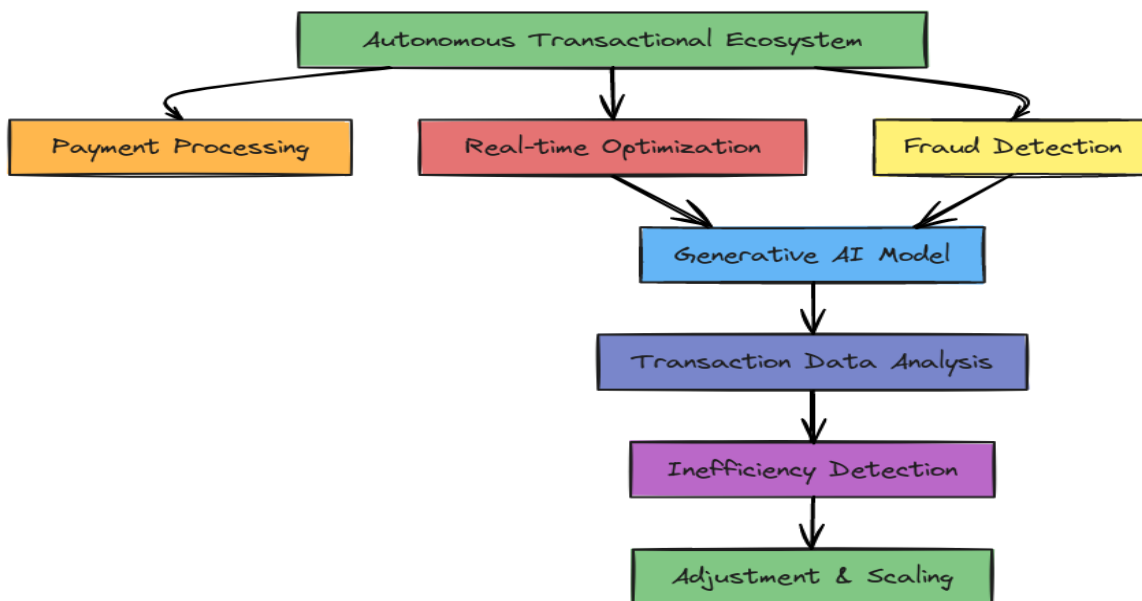 Autonomous Transactional Ecosystem
Payment Processing
Real-time Optimization
Fraud Detection
Generative AI Model
Transaction Data Analysis
Inefficiency Detection
Adjustment & Scaling